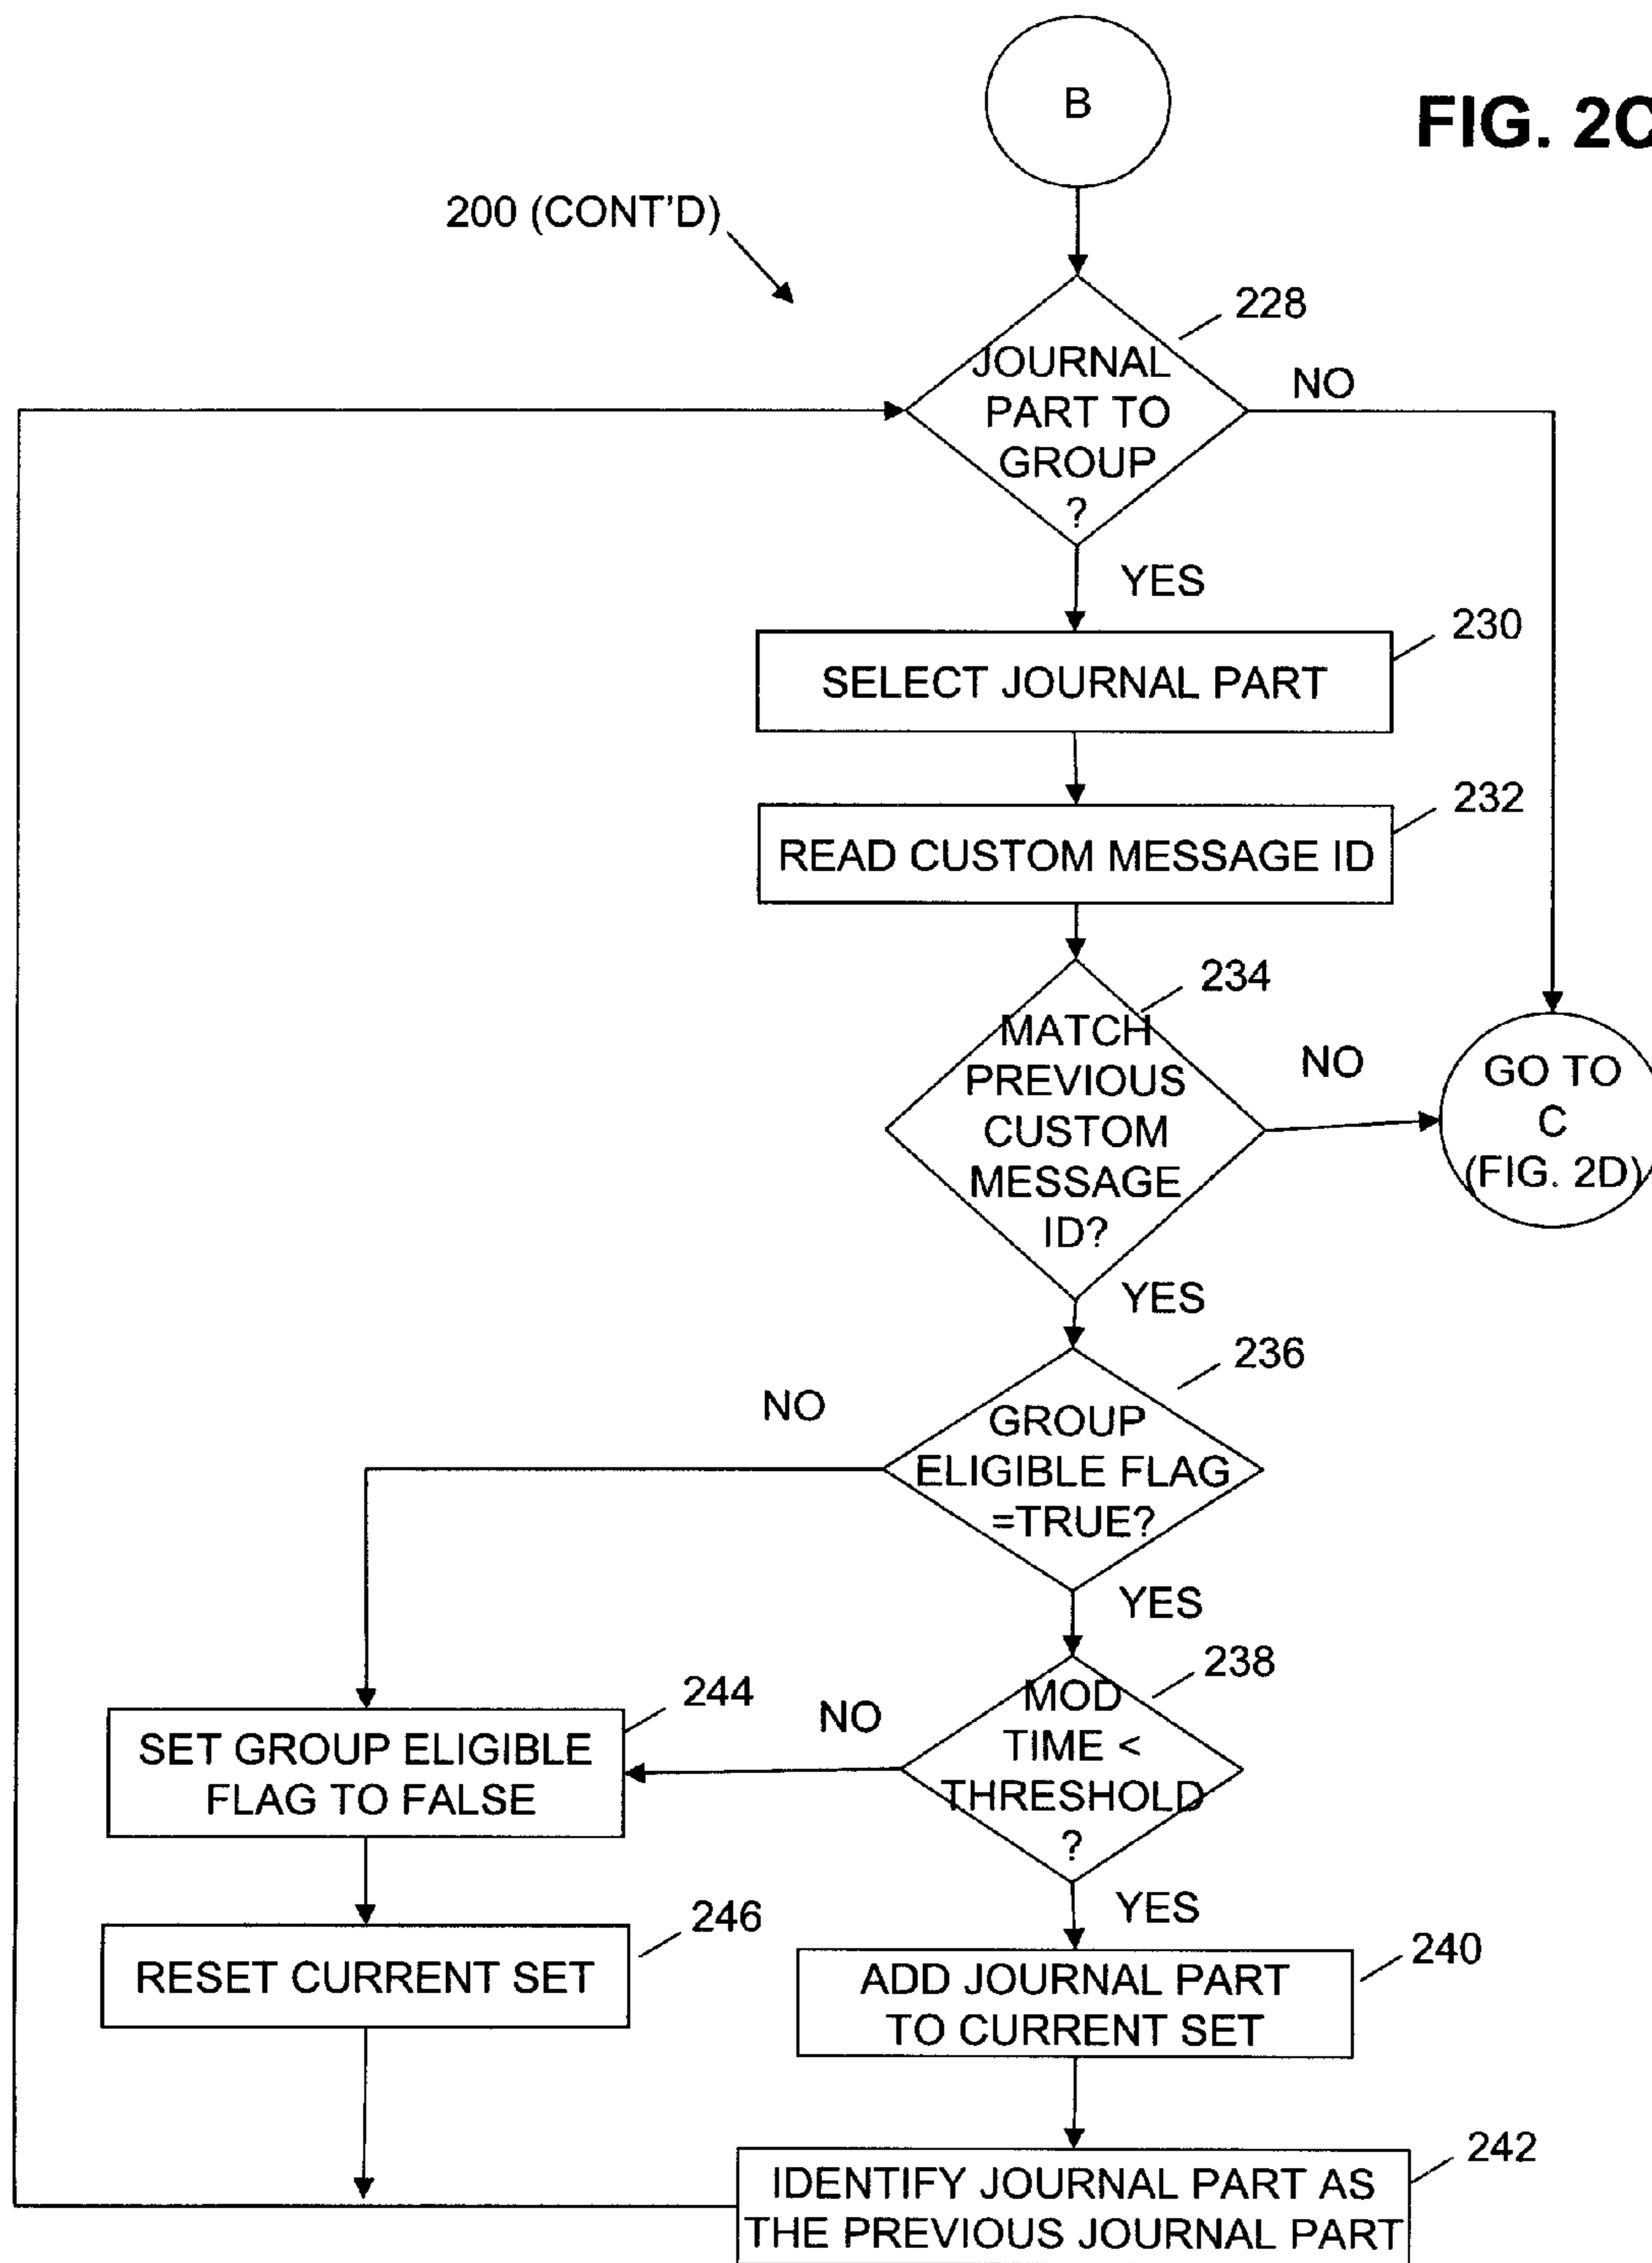 B
FIG. 2C
200 (CONT'D)
228
JOURNAL
PART TO
GROUP
?
NO
YES
230
SELECT JOURNAL PART
232
READ CUSTOM MESSAGE ID
234
MATCH
PREVIOUS
CUSTOM
MESSAGE
ID?
NO
GO TO
C
(FIG. 2D)
YES
236
GROUP
ELIGIBLE FLAG
=TRUE?
NO
YES
238
MOD
TIME <
THRESHOLD
?
NO
244
SET GROUP ELIGIBLE
FLAG TO FALSE
YES
246
RESET CURRENT SET
240
ADD JOURNAL PART
TO CURRENT SET
242
IDENTIFY JOURNAL PART AS
THE PREVIOUS JOURNAL PART